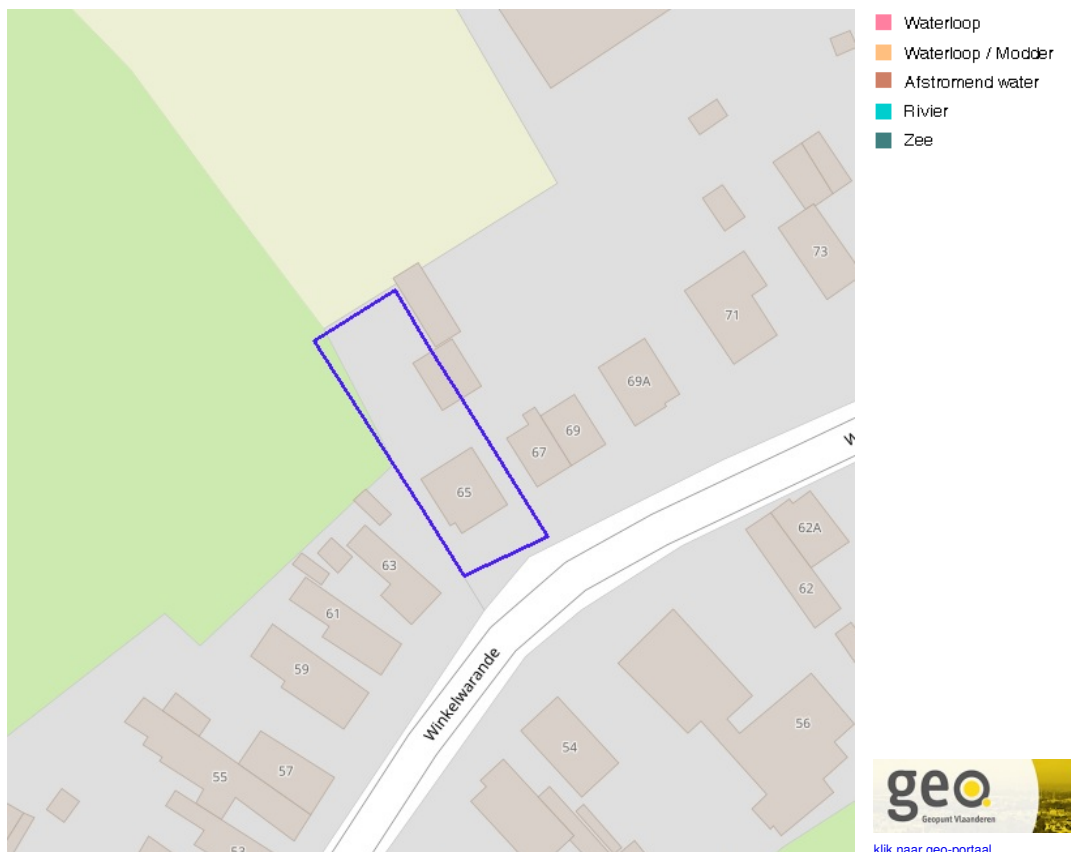 Waterloop
Waterloop / Modder
Afstromend water
Rivier
Zee
73
71
69A
69
67
65
W
62A
62
63
61
59
Winkelwarande
56
54
57
55
53
geo.
Geopunt Vlaanderen
klik naar geo-portaal